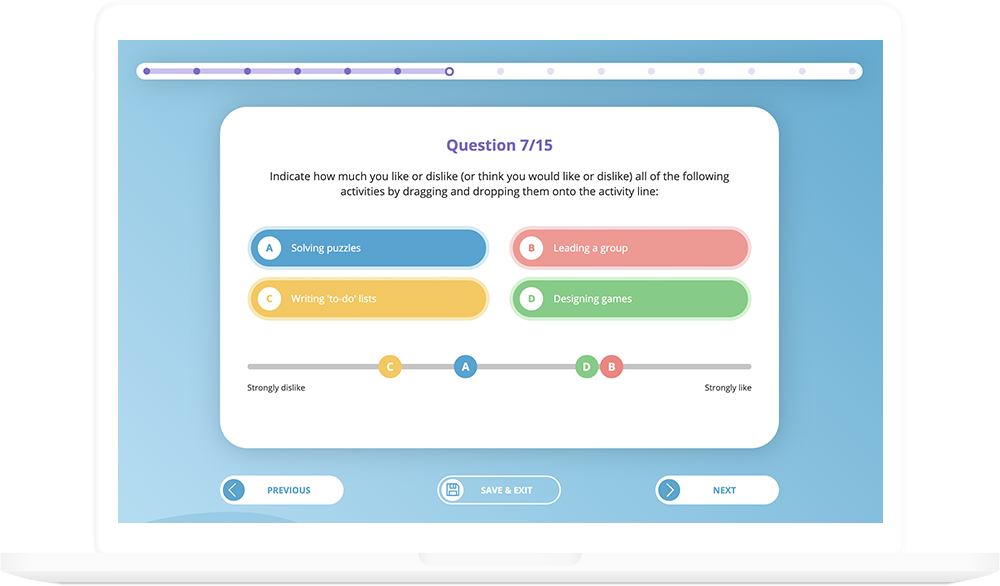 Question 7/15
Indicate how much you like or dislike (or think you would like or dislike) all of the following
activities by dragging and dropping them onto the activity line:
A Solving puzzles
B Leading a group
C Writing 'to-do' lists
D Designing games
C A D B
Strongly dislike Strongly like
PREVIOUS SAVE & EXIT NEXT